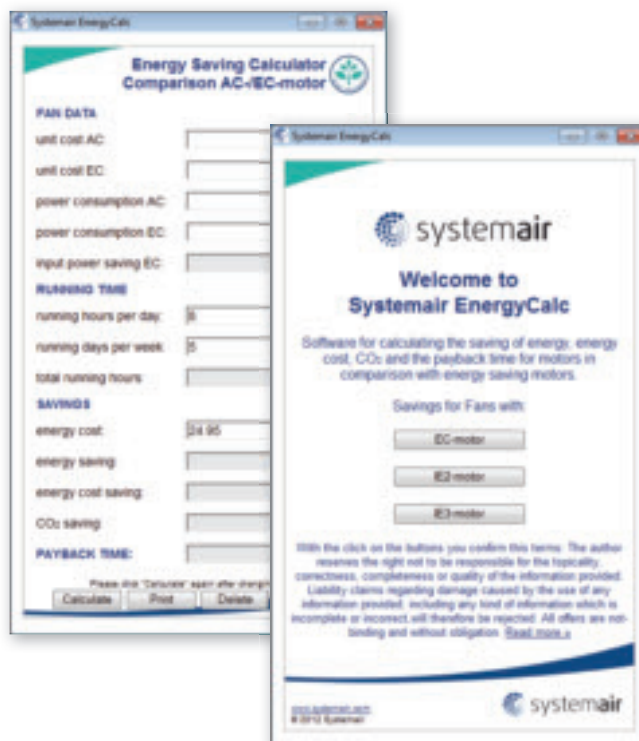 Systemair EnergyCalc
Energy Saving Calculator
Comparison AC-/EC-motor
FAN DATA
unit cost AC:
unit cost EC:
power consumption AC:
power consumption EC:
input power saving EC:
RUNNING TIME
running hours per day: 8
running days per week: 5
total running hours:
SAVINGS
energy cost: 24.95
energy saving:
energy cost saving:
CO₂ saving:
PAYBACK TIME:
Please click "Calculate" again after
Calculate Print Delete
Systemair EnergyCalc
systemair
Welcome to
Systemair EnergyCalc
Software for calculating the saving of energy, energy
cost, CO₂ and the payback time for motors in
comparison with energy saving motors.
Savings for Fans with:
EC-motor
IE2-motor
IE3-motor
With the click on the buttons you confirm this terms: The author
reserves the right not to be responsible for the topicality,
correctness, completeness or quality of the information provided.
Liability claims regarding damage caused by the use of any
information provided, including any kind of information which is
incomplete or incorrect,will therefore be rejected. All offers are not-
binding and without obligation. Read more »
www.systemair.com
© 2012 Systemair
systemair